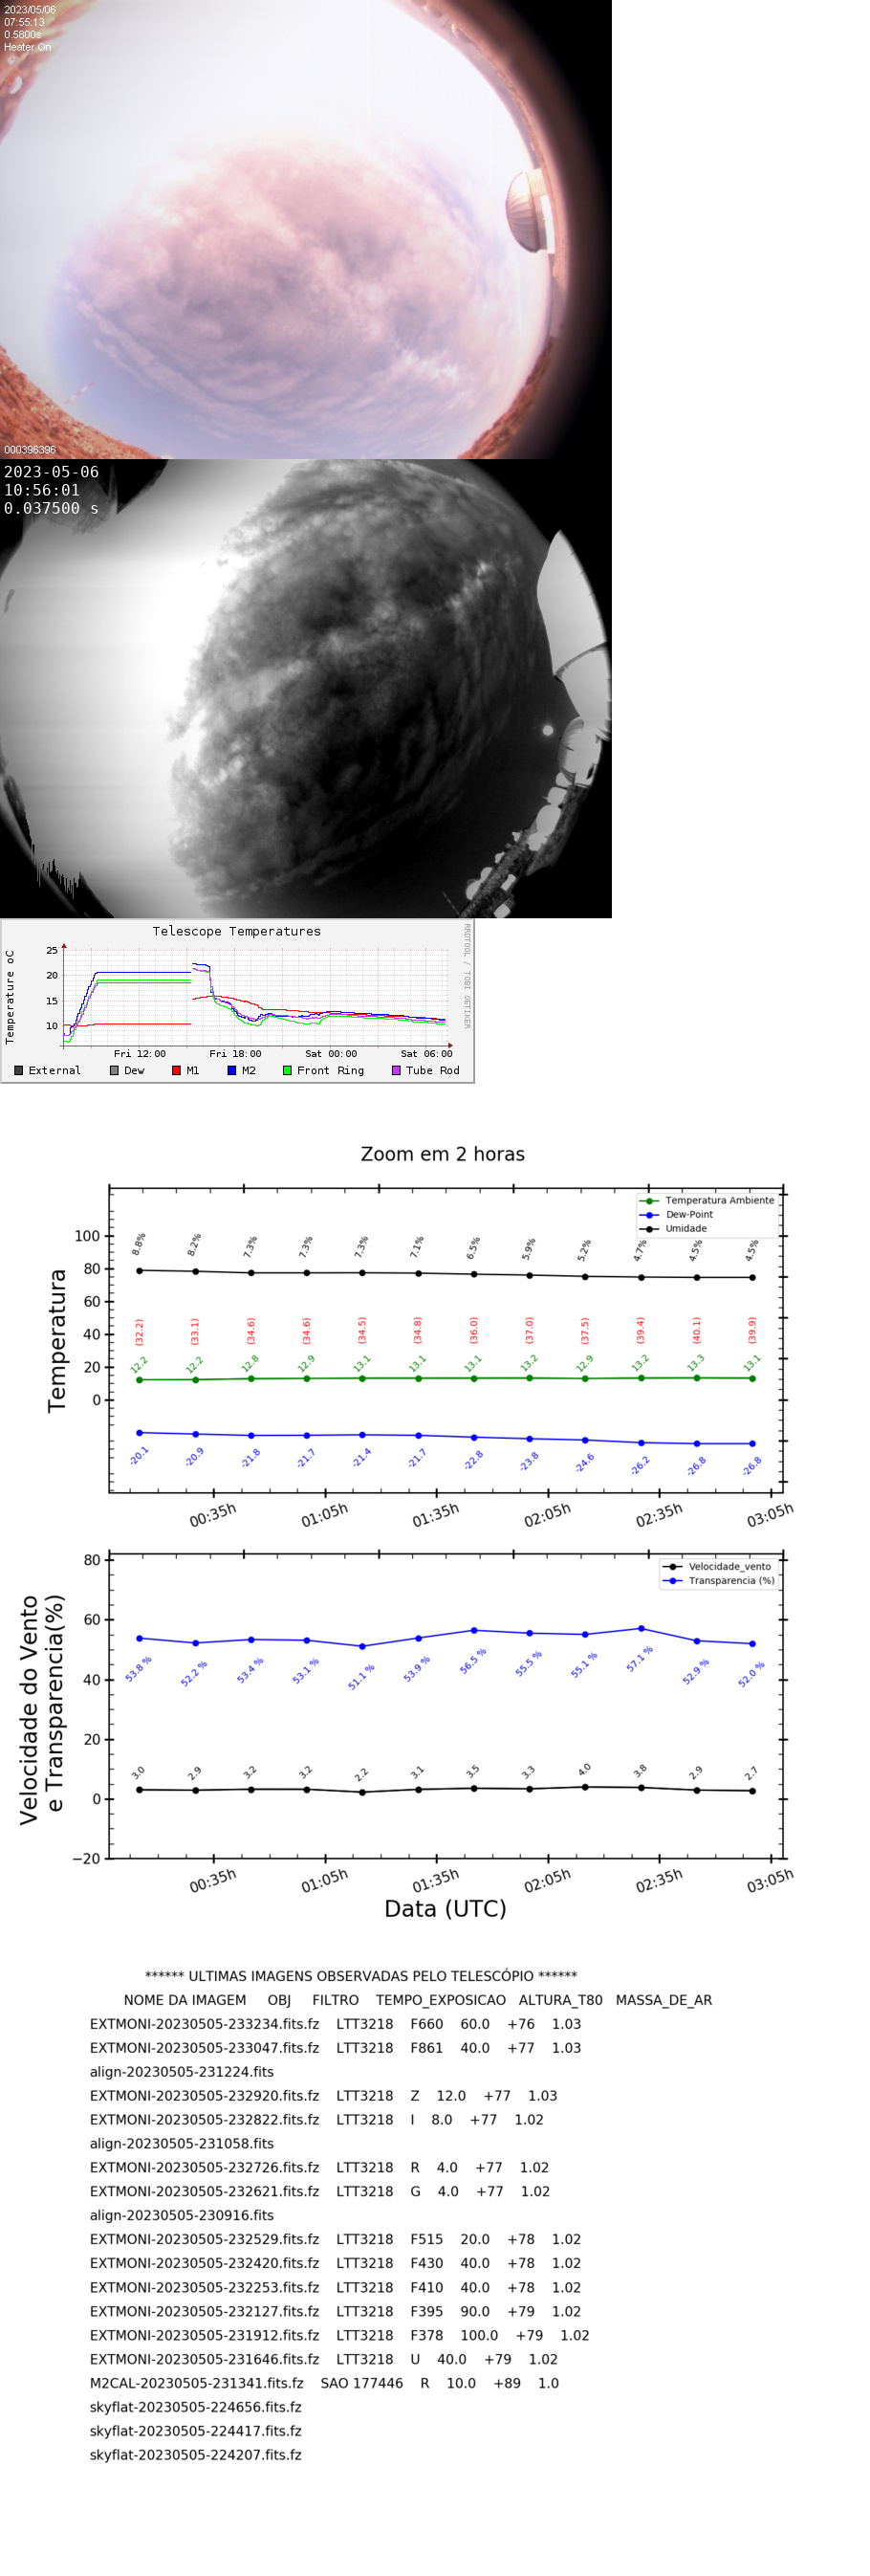 2023/05/06
07:55:13
0.5800s
Heater On
000396396
2023-05-06
10:56:01
0.037500 s
Telescope Temperatures
RRDTOOL / TOBI OETIKER
Temperature oC
25
20
15
10
Fri 12:00 Fri 18:00 Sat 00:00 Sat 06:00
External Dew M1 M2 Front Ring Tube Rod
Zoom em 2 horas
Temperatura Ambiente
Dew-Point
Umidade
Temperatura
100
80
60
40
20
0
8.8% 8.2% 7.3% 7.3% 7.3% 7.1% 6.5% 5.9% 5.2% 4.7% 4.5% 4.5%
(32.2) (33.1) (34.6) (34.6) (34.5) (34.8) (36.0) (37.0) (37.5) (39.4) (40.1) (39.9)
12.2 12.2 12.8 12.9 13.1 13.1 13.1 13.2 12.9 13.2 13.3 13.1
-20.1 -20.9 -21.8 -21.7 -21.4 -21.7 -22.8 -23.8 -24.6 -26.2 -26.8 -26.8
00:35h 01:05h 01:35h 02:05h 02:35h 03:05h
Velocidade_vento
Transparencia (%)
Velocidade do Vento
e Transparencia(%)
80
60
40
20
0
−20
53.8 % 52.2 % 53.4 % 53.1 % 51.1 % 53.9 % 56.5 % 55.5 % 55.1 % 57.1 % 52.9 % 52.0 %
3.0 2.9 3.2 3.2 2.2 3.1 3.5 3.3 4.0 3.8 2.9 2.7
00:35h 01:05h 01:35h 02:05h 02:35h 03:05h
Data (UTC)
****** ULTIMAS IMAGENS OBSERVADAS PELO TELESCÓPIO ******
NOME DA IMAGEM OBJ FILTRO TEMPO_EXPOSICAO ALTURA_T80 MASSA_DE_AR
EXTMONI-20230505-233234.fits.fz LTT3218 F660 60.0 +76 1.03
EXTMONI-20230505-233047.fits.fz LTT3218 F861 40.0 +77 1.03
align-20230505-231224.fits
EXTMONI-20230505-232920.fits.fz LTT3218 Z 12.0 +77 1.03
EXTMONI-20230505-232822.fits.fz LTT3218 I 8.0 +77 1.02
align-20230505-231058.fits
EXTMONI-20230505-232726.fits.fz LTT3218 R 4.0 +77 1.02
EXTMONI-20230505-232621.fits.fz LTT3218 G 4.0 +77 1.02
align-20230505-230916.fits
EXTMONI-20230505-232529.fits.fz LTT3218 F515 20.0 +78 1.02
EXTMONI-20230505-232420.fits.fz LTT3218 F430 40.0 +78 1.02
EXTMONI-20230505-232253.fits.fz LTT3218 F410 40.0 +78 1.02
EXTMONI-20230505-232127.fits.fz LTT3218 F395 90.0 +79 1.02
EXTMONI-20230505-231912.fits.fz LTT3218 F378 100.0 +79 1.02
EXTMONI-20230505-231646.fits.fz LTT3218 U 40.0 +79 1.02
M2CAL-20230505-231341.fits.fz SAO 177446 R 10.0 +89 1.0
skyflat-20230505-224656.fits.fz
skyflat-20230505-224417.fits.fz
skyflat-20230505-224207.fits.fz